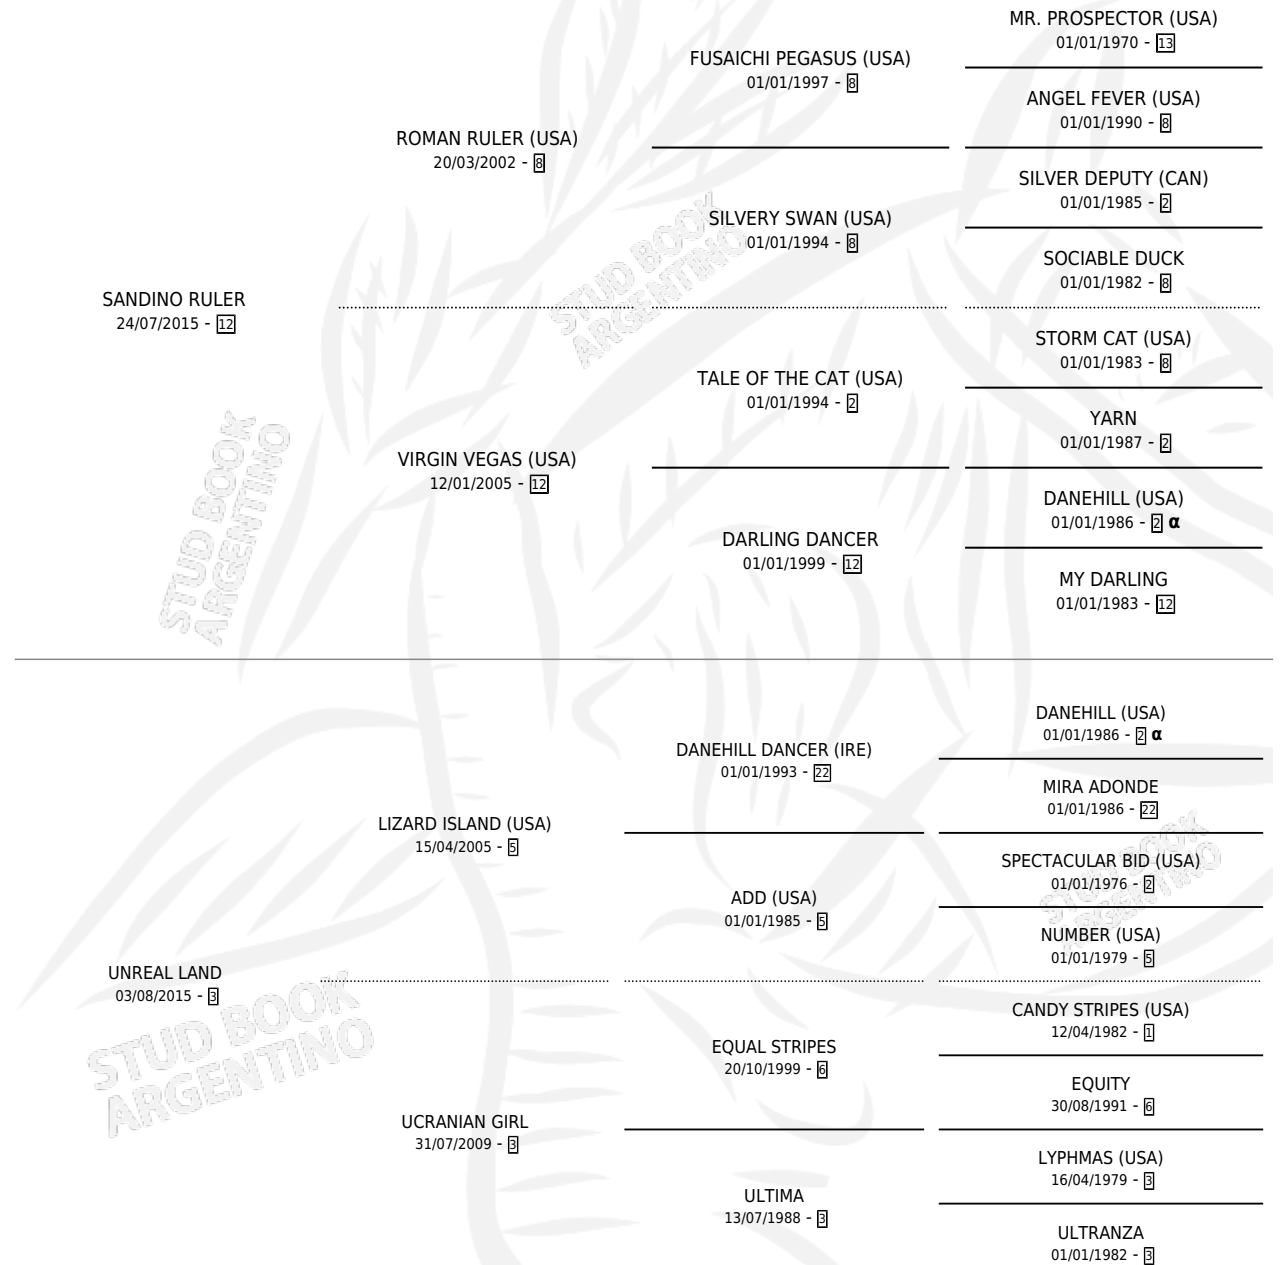 MR. PROSPECTOR (USA)
01/01/1970 - 13
FUSAICHI PEGASUS (USA)
01/01/1997 - 8
ANGEL FEVER (USA)
01/01/1990 - 8
ROMAN RULER (USA)
20/03/2002 - 8
SILVER DEPUTY (CAN)
01/01/1985 - 2
SILVERY SWAN (USA)
01/01/1994 - 8
SOCIABLE DUCK
01/01/1982 - 8
STUD BOOK
ARGENTINO
SANDINO RULER
24/07/2015 - 12
STORM CAT (USA)
01/01/1983 - 8
TALE OF THE CAT (USA)
01/01/1994 - 2
YARN
01/01/1987 - 2
VIRGIN VEGAS (USA)
12/01/2005 - 12
DANEHILL (USA)
01/01/1986 - 2 α
DARLING DANCER
01/01/1999 - 12
MY DARLING
01/01/1983 - 12
STUD BOOK
ARGENTINO
DANEHILL (USA)
01/01/1986 - 2 α
DANEHILL DANCER (IRE)
01/01/1993 - 22
MIRA ADONDE
01/01/1986 - 22
LIZARD ISLAND (USA)
15/04/2005 - 5
SPECTACULAR BID (USA)
01/01/1976 - 2
ADD (USA)
01/01/1985 - 5
NUMBER (USA)
01/01/1979 - 5
STUD BOOK
ARGENTINO
UNREAL LAND
03/08/2015 - 3
CANDY STRIPES (USA)
12/04/1982 - 1
EQUAL STRIPES
20/10/1999 - 6
EQUITY
30/08/1991 - 6
STUD BOOK
ARGENTINO
UCRANIAN GIRL
31/07/2009 - 3
LYPHMAS (USA)
16/04/1979 - 3
ULTIMA
13/07/1988 - 3
ULTRANZA
01/01/1982 - 3